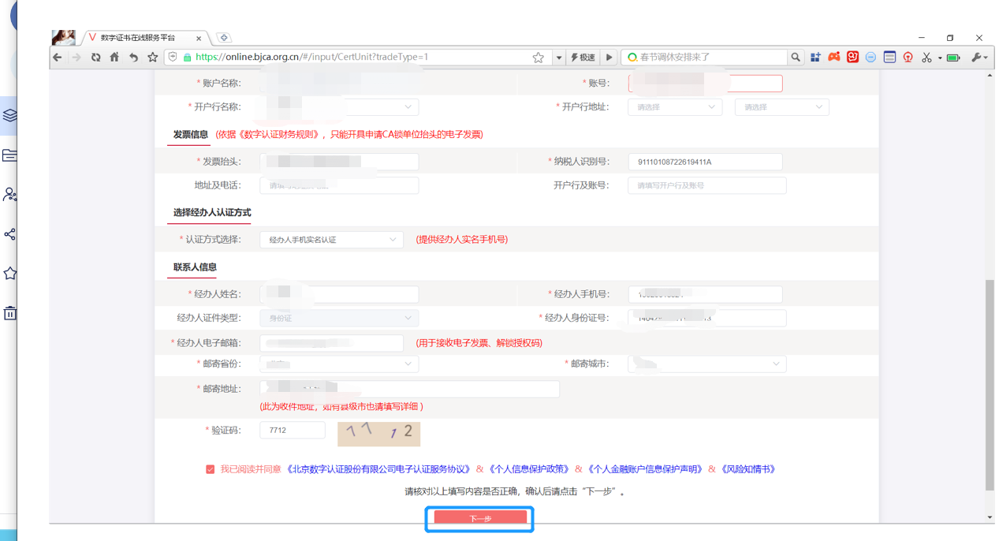 数字证书在线服务平台
https://online.bjca.org.cn/#/input/CertUnit?tradeType=1
极速
春节调休安排来了
* 账户名称:
* 账号:
* 开户行名称:
* 开户行地址: 请选择 请选择
发票信息 (依据《数字认证财务规则》，只能开具申请CA锁单位抬头的电子发票)
* 发票抬头:
* 纳税人识别号: 91110108722619411A
地址及电话:
开户行及账号: 请填写开户行及账号
选择经办人认证方式
* 认证方式选择: 经办人手机实名认证 (提供经办人实名手机号)
联系人信息
* 经办人姓名:
* 经办人手机号:
经办人证件类型: 身份证
* 经办人身份证号:
* 经办人电子邮箱: (用于接收电子发票、解锁授权码)
* 邮寄省份:
* 邮寄城市:
* 邮寄地址:
(此为收件地址，如有县级市也请填写详细 )
* 验证码: 7712 7712
我已阅读并同意 《北京数字认证股份有限公司电子认证服务协议》 & 《个人信息保护政策》 & 《个人金融账户信息保护声明》 & 《风险知情书》
请核对以上填写内容是否正确，确认后请点击“下一步”。
下一步